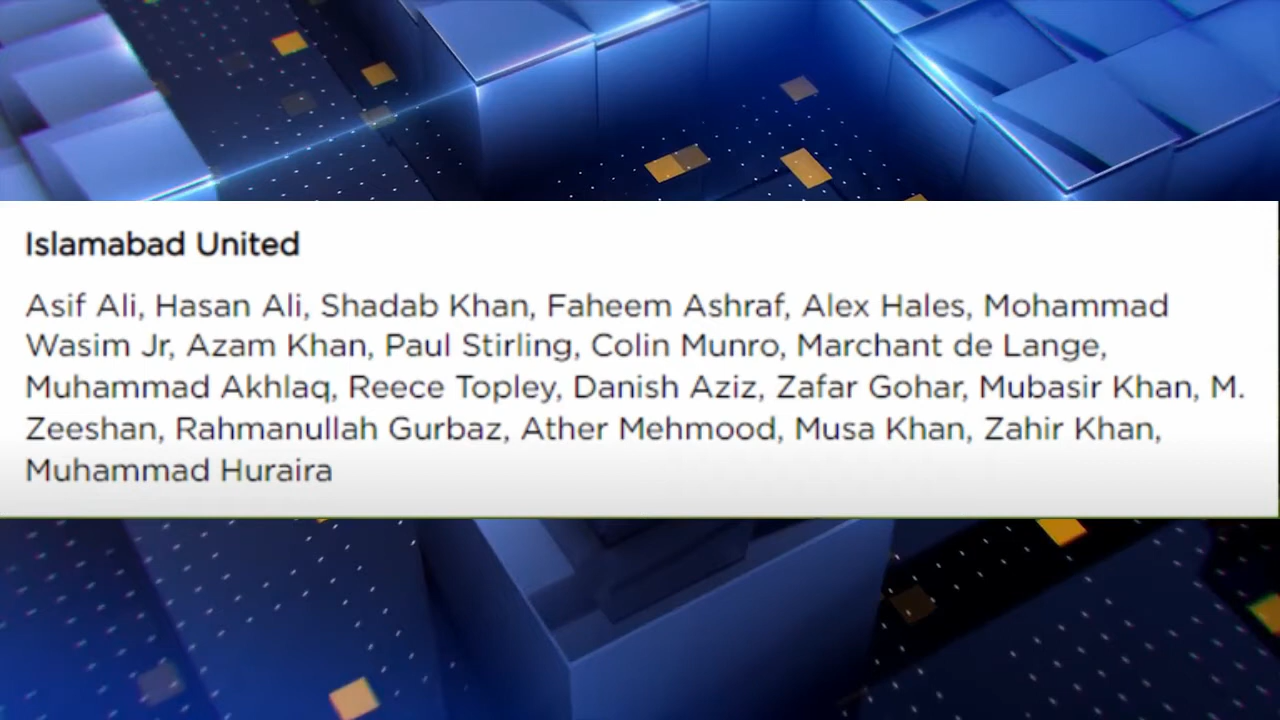 Islamabad United
Asif Ali, Hasan Ali, Shadab Khan, Faheem Ashraf, Alex Hales, Mohammad
Wasim Jr, Azam Khan, Paul Stirling, Colin Munro, Marchant de Lange,
Muhammad Akhlaq, Reece Topley, Danish Aziz, Zafar Gohar, Mubasir Khan, M.
Zeeshan, Rahmanullah Gurbaz, Ather Mehmood, Musa Khan, Zahir Khan,
Muhammad Huraira